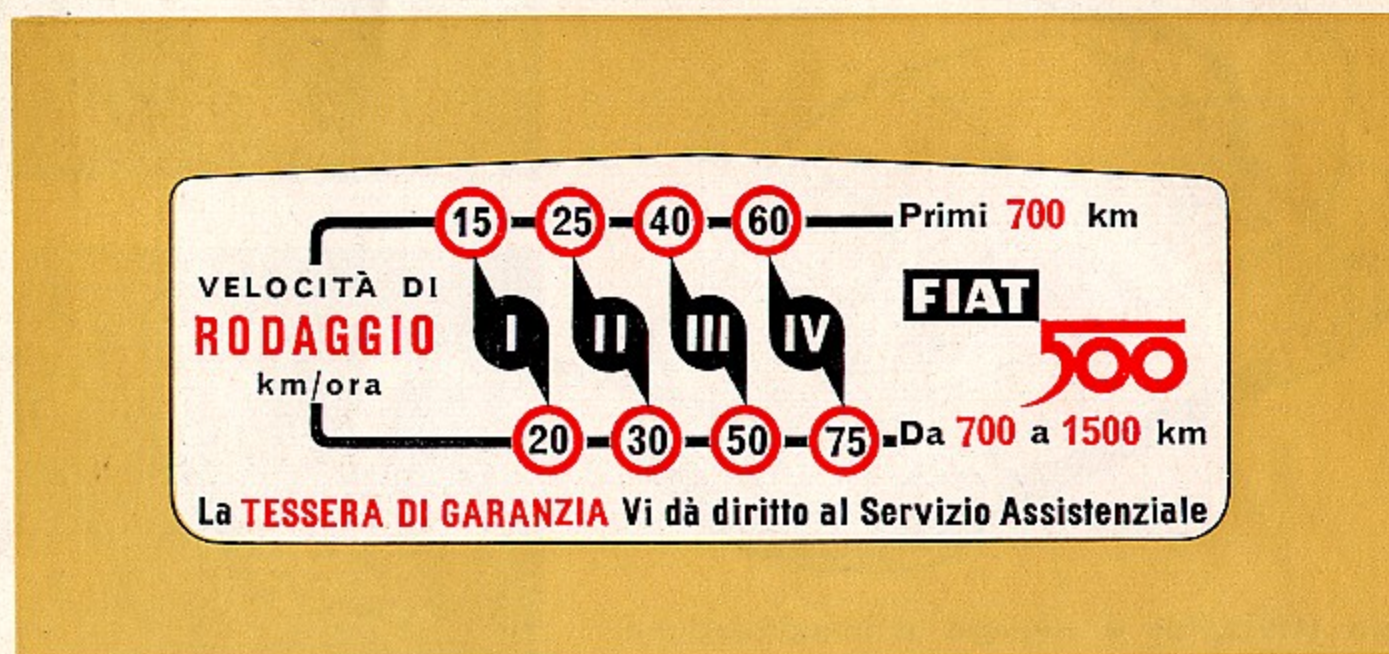 15 25 40 60 Primi 700 km
VELOCITÀ DI
RODAGGIO
km/ora
I II III IV
FIAT
500
20 30 50 75 Da 700 a 1500 km
La TESSERA DI GARANZIA Vi dà diritto al Servizio Assistenziale